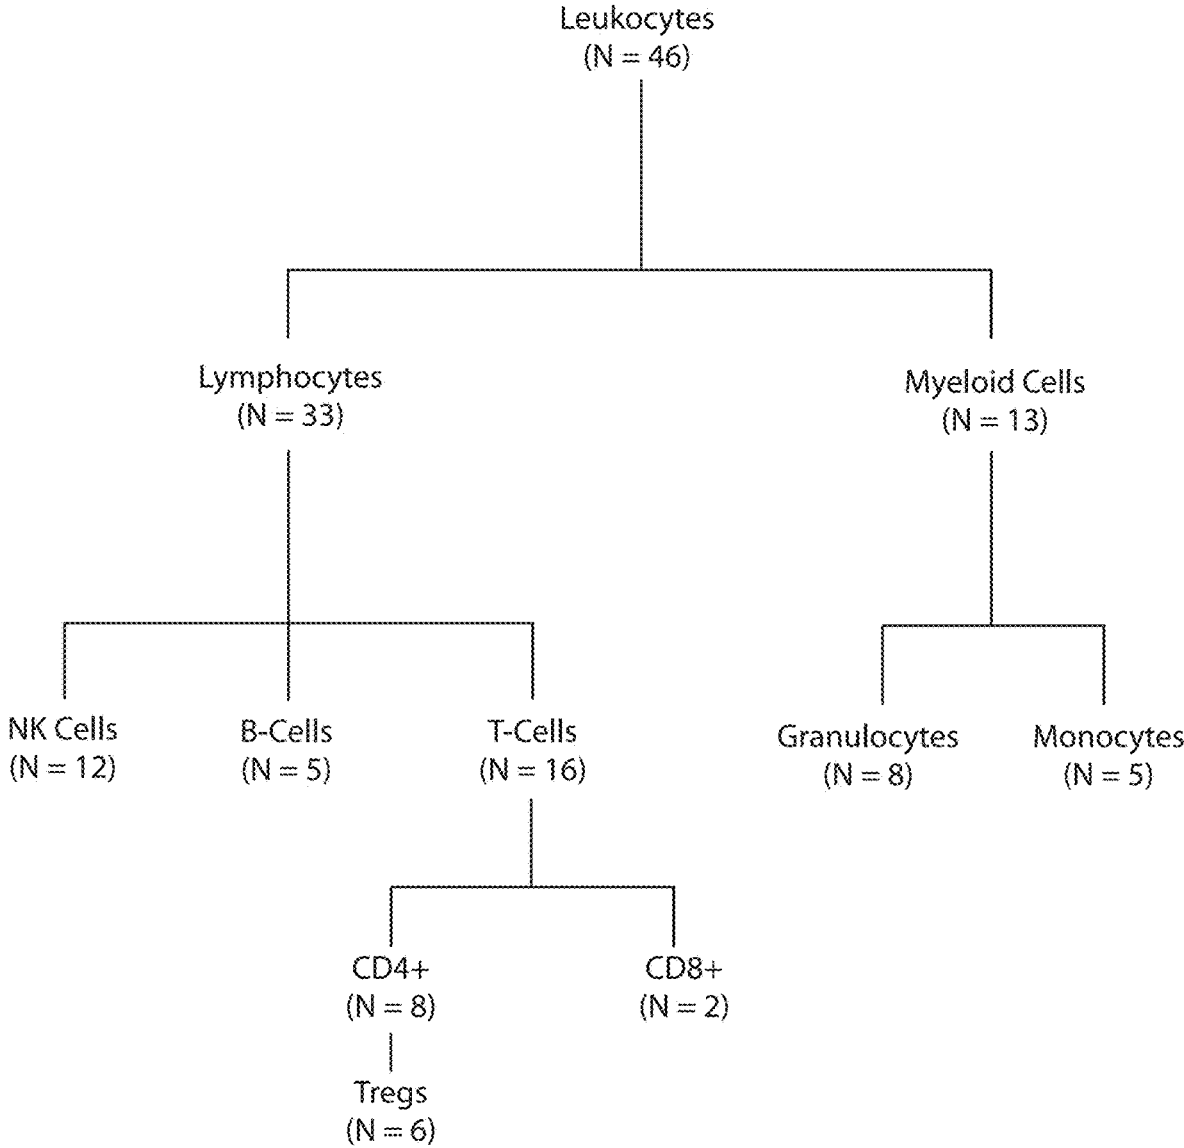 Leukocytes
(N = 46)
Lymphocytes
(N = 33)
Myeloid Cells
(N = 13)
NK Cells
(N = 12)
B-Cells
(N = 5)
T-Cells
(N = 16)
Granulocytes
(N = 8)
Monocytes
(N = 5)
CD4+
(N = 8)
CD8+
(N = 2)
Tregs
(N = 6)